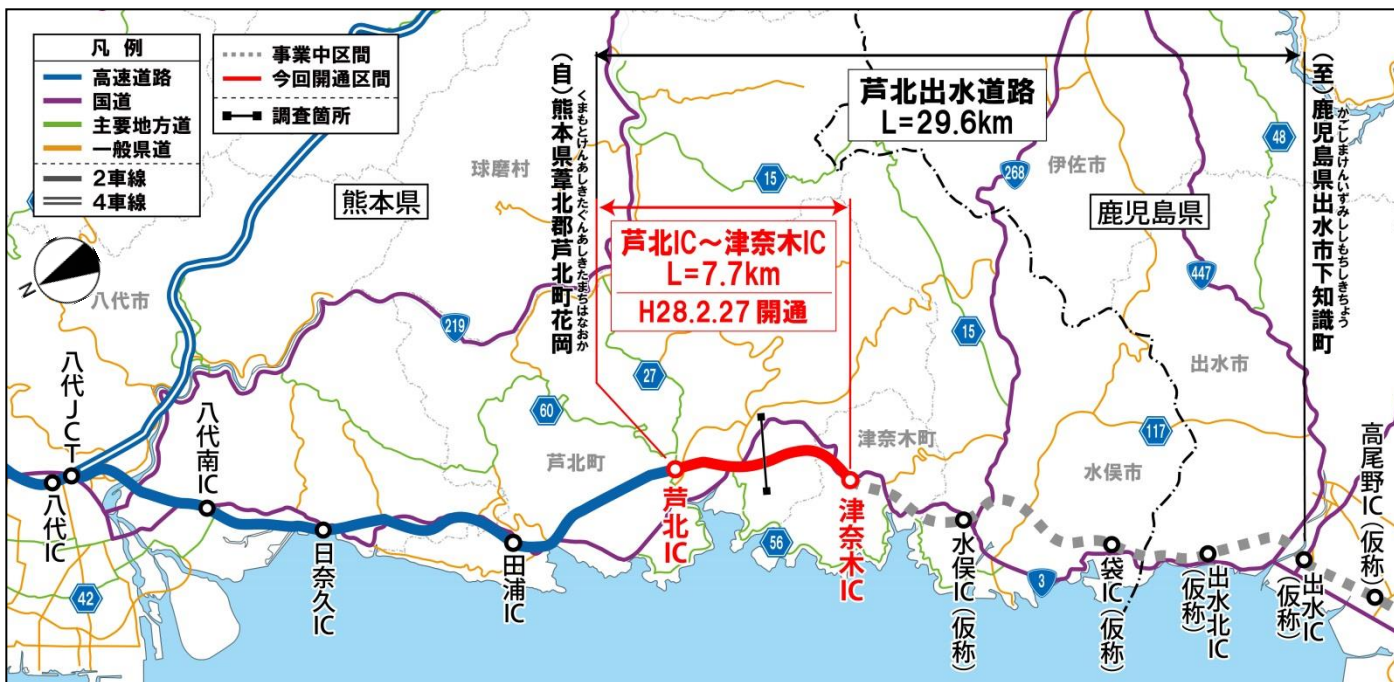 凡 例
高速道路
国道
主要地方道
一般県道
2車線
4車線
事業中区間
今回開通区間
調査箇所
N
熊本県
球磨村
八代市
(自)熊本県葦北郡芦北町花岡
くまもとけんあしきたぐんあしきたまちはなおか
芦北出水道路
L=29.6km
芦北IC～津奈木IC
L=7.7km
H28.2.27 開通
(至)鹿児島県出水市下知識町
かごしまけんいずみししもちしきちょう
鹿児島県
伊佐市
出水市
水俣市
津奈木町
芦北町
15
268
48
447
219
27
15
60
117
56
3
42
八代JCT
八代IC
八代南IC
日奈久IC
田浦IC
芦北IC
津奈木IC
水俣IC(仮称)
袋IC(仮称)
出水北IC
(仮称)
出水IC
(仮称)
高尾野IC(仮称)